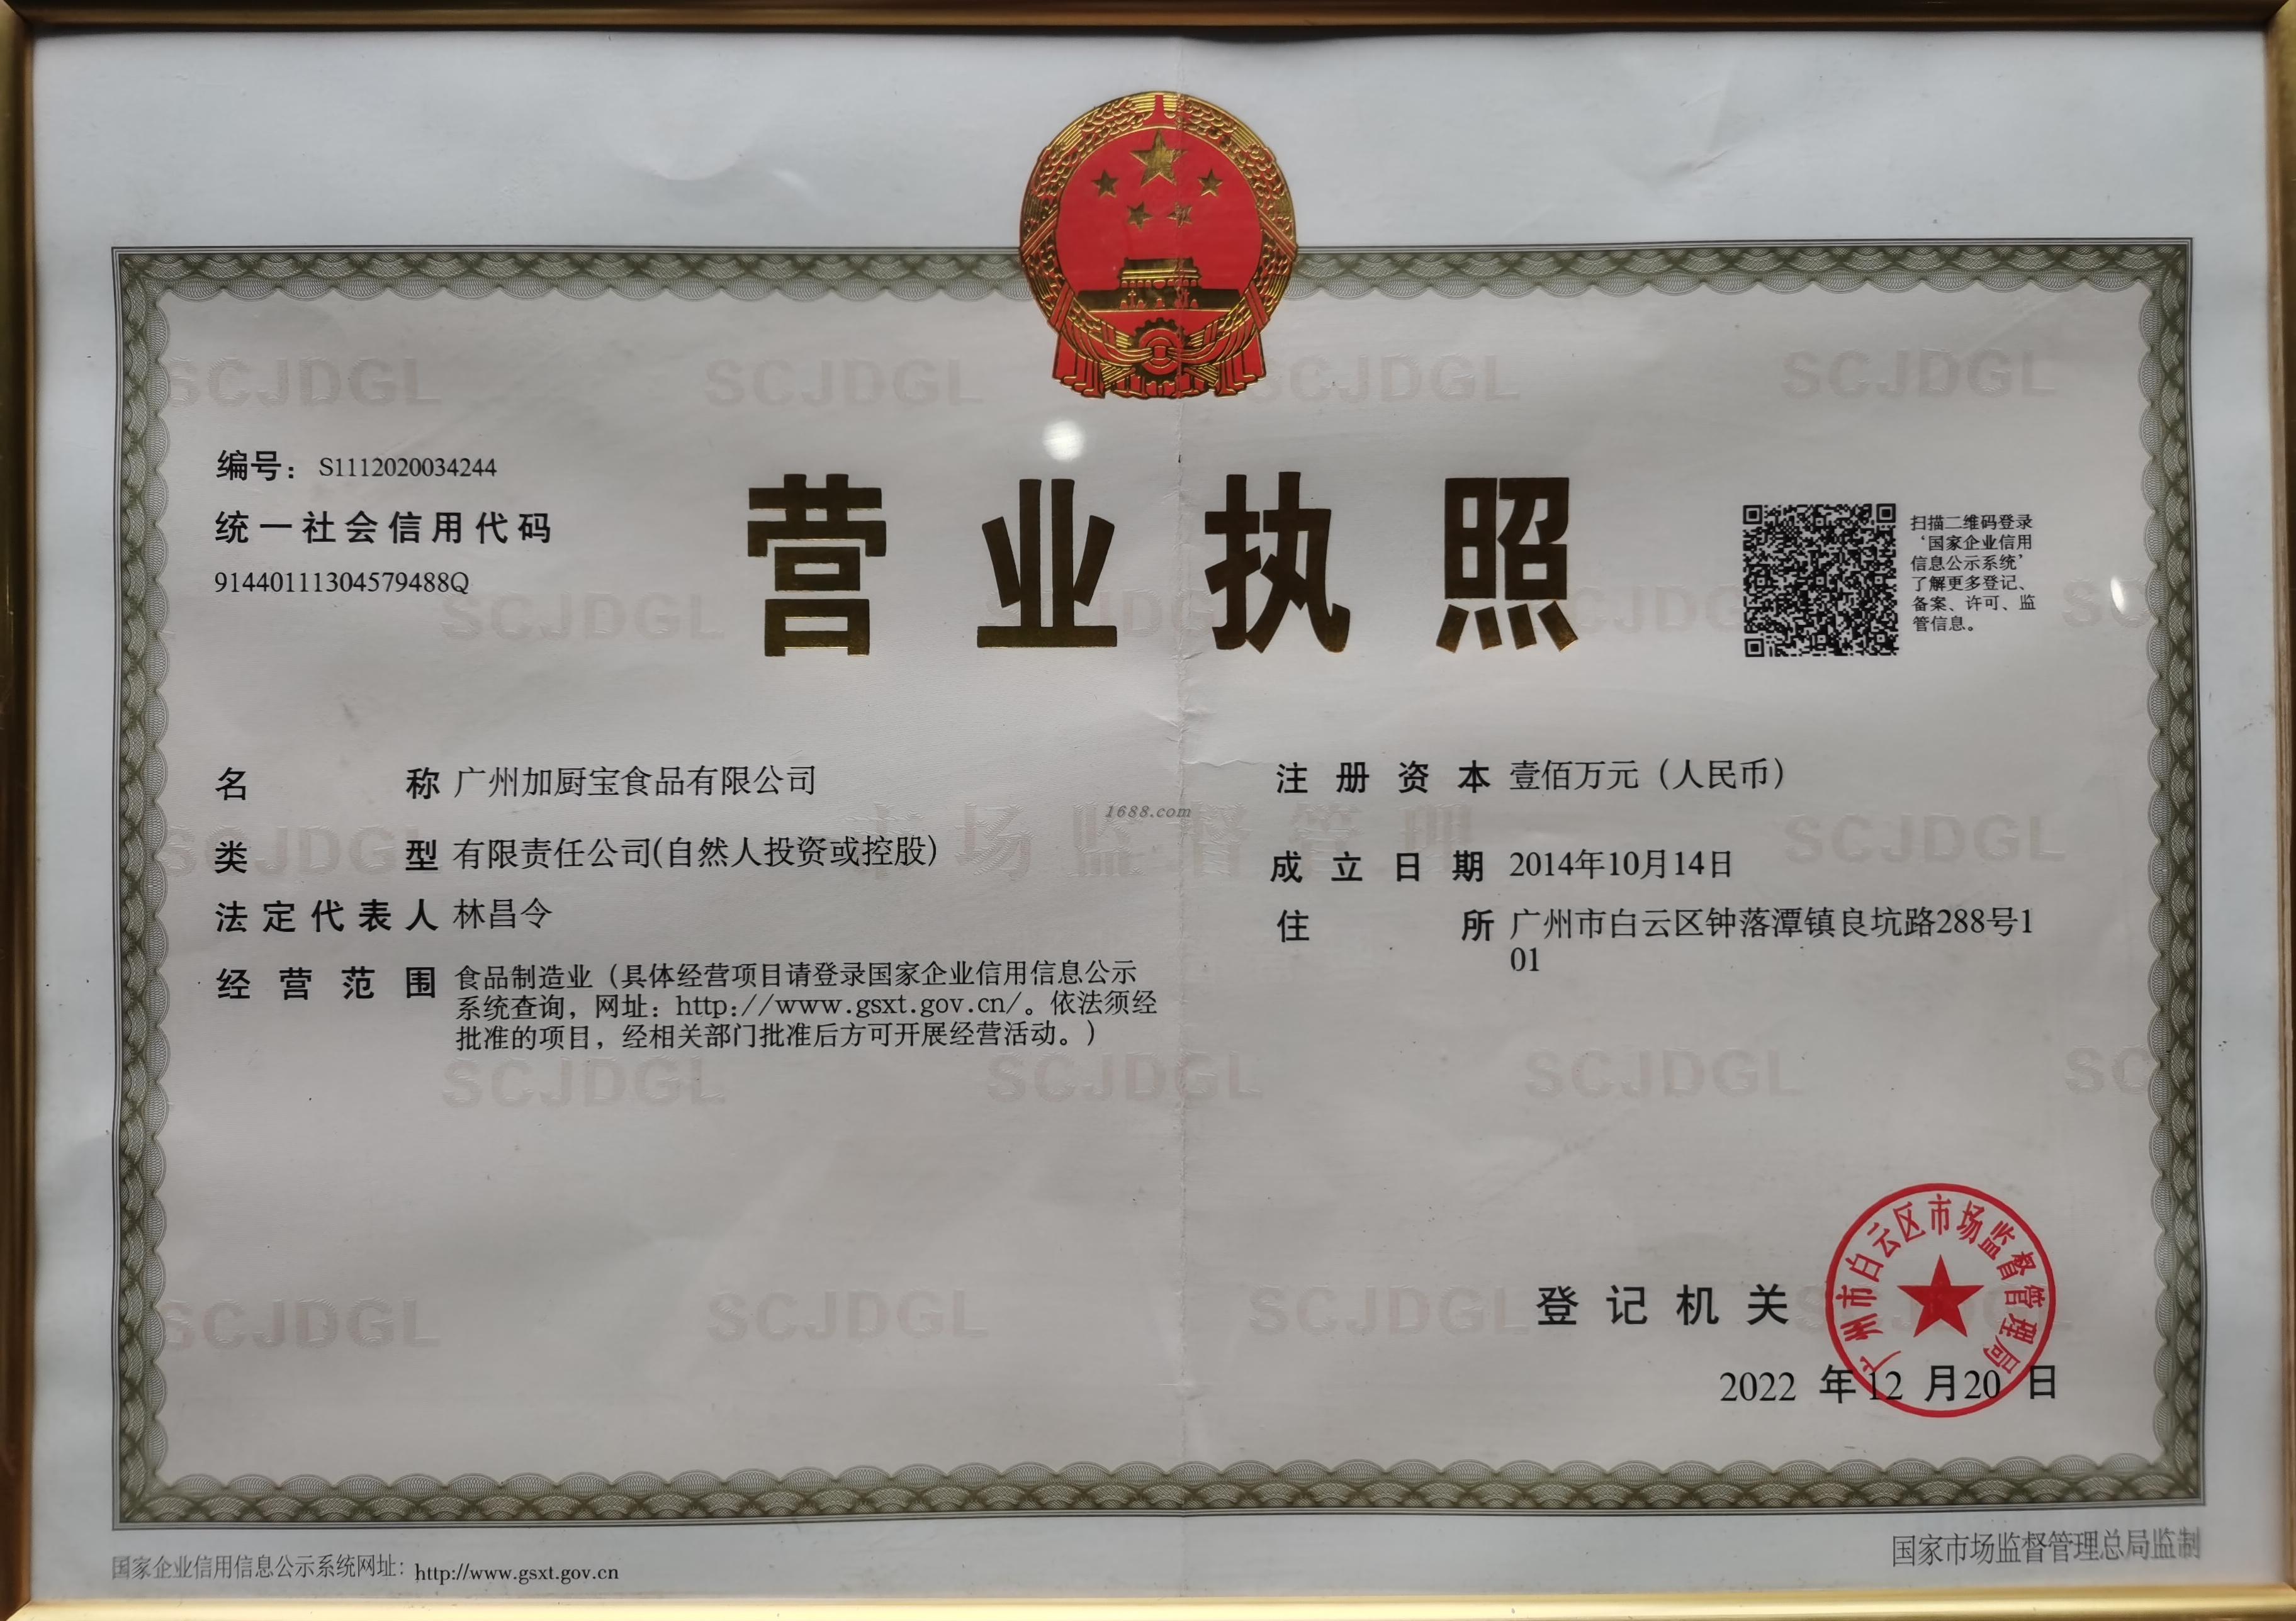 编号：S1112020034244
统一社会信用代码
91440111304579488Q
营业执照
扫描二维码登录
‘国家企业信用
信息公示系统’
了解更多登记、
备案、许可、监
管信息。
名称 广州加厨宝食品有限公司
类型 有限责任公司(自然人投资或控股)
法定代表人 林昌令
经营范围 食品制造业（具体经营项目请登录国家企业信用信息公示
系统查询，网址：http://www.gsxt.gov.cn/。依法须经
批准的项目，经相关部门批准后方可开展经营活动。）
注册资本 壹佰万元（人民币）
成立日期 2014年10月14日
住所 广州市白云区钟落潭镇良坑路288号1
01
1688.com
市场监督管理
SCJDGL
登记机关
广州市白云区市场监督管理局
2022 年12 月20 日
国家企业信用信息公示系统网址：http://www.gsxt.gov.cn
国家市场监督管理总局监制